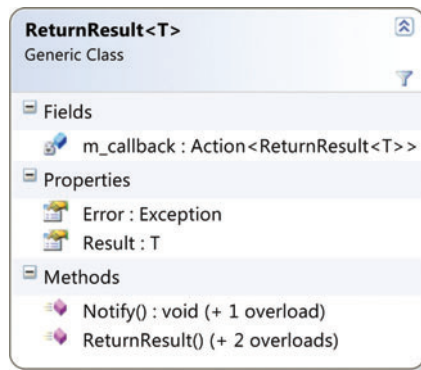 ReturnResult<T>
Generic Class
Fields
m_callback : Action<ReturnResult<T>>
Properties
Error : Exception
Result : T
Methods
Notify() : void (+ 1 overload)
ReturnResult() (+ 2 overloads)